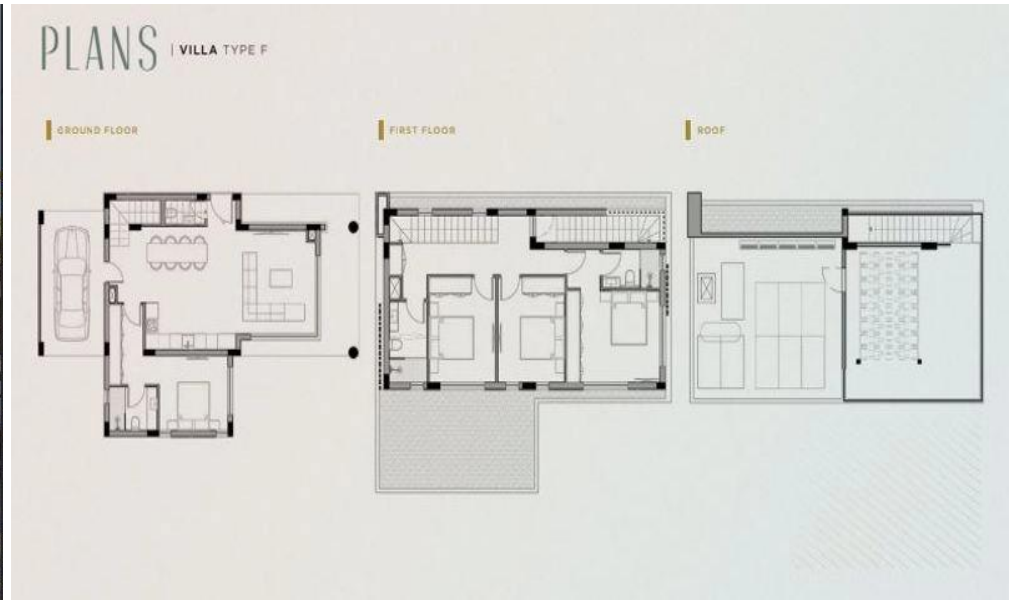 PLANS | VILLA TYPE F
GROUND FLOOR
FIRST FLOOR
ROOF